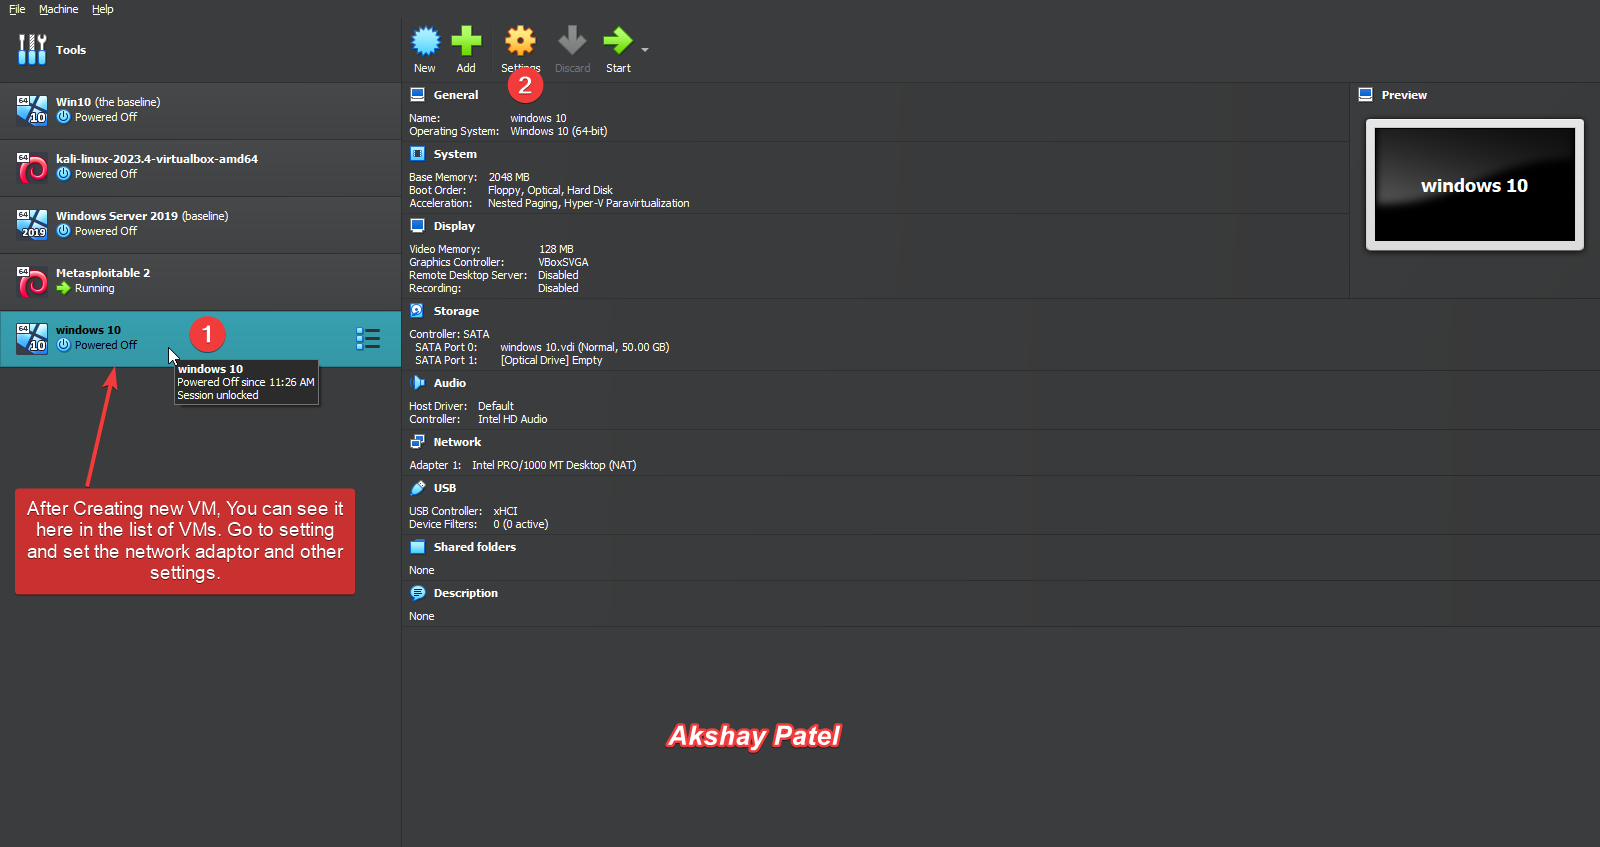 File Machine Help
Tools
New Add Settings Discard Start
2
64 10 Win10 (the baseline)
Powered Off
64 kali-linux-2023.4-virtualbox-amd64
Powered Off
64 2019 Windows Server 2019 (baseline)
Powered Off
64 Metasploitable 2
Running
64 10 windows 10
Powered Off
1
windows 10
Powered Off since 11:26 AM
Session unlocked
After Creating new VM, You can see it
here in the list of VMs. Go to setting
and set the network adaptor and other
settings.
General
Name: windows 10
Operating System: Windows 10 (64-bit)
System
Base Memory: 2048 MB
Boot Order: Floppy, Optical, Hard Disk
Acceleration: Nested Paging, Hyper-V Paravirtualization
Display
Video Memory: 128 MB
Graphics Controller: VBoxSVGA
Remote Desktop Server: Disabled
Recording: Disabled
Storage
Controller: SATA
SATA Port 0: windows 10.vdi (Normal, 50.00 GB)
SATA Port 1: [Optical Drive] Empty
Audio
Host Driver: Default
Controller: Intel HD Audio
Network
Adapter 1: Intel PRO/1000 MT Desktop (NAT)
USB
USB Controller: xHCI
Device Filters: 0 (0 active)
Shared folders
None
Description
None
Preview
windows 10
Akshay Patel